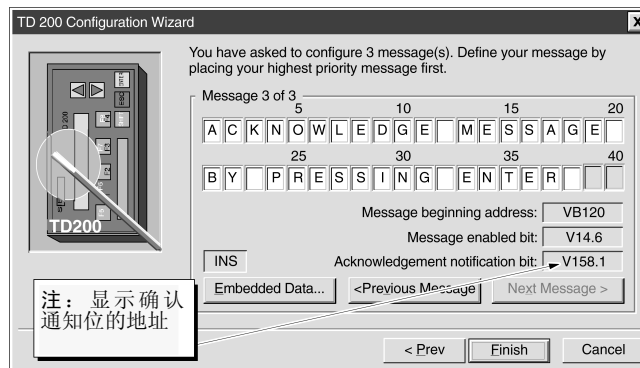 TD 200 Configuration Wizard
X
You have asked to configure 3 message(s). Define your message by
placing your highest priority message first.
Message 3 of 3
5 10 15 20
ACKNOWLEDGE MESSAGE
25 30 35 40
BY PRESSING ENTER
Message beginning address: VB120
Message enabled bit: V14.6
INS
Acknowledgement notification bit: V158.1
Embedded Data... <Previous Message Next Message >
TD200
注：显示确认
通知位的地址
< Prev Finish Cancel